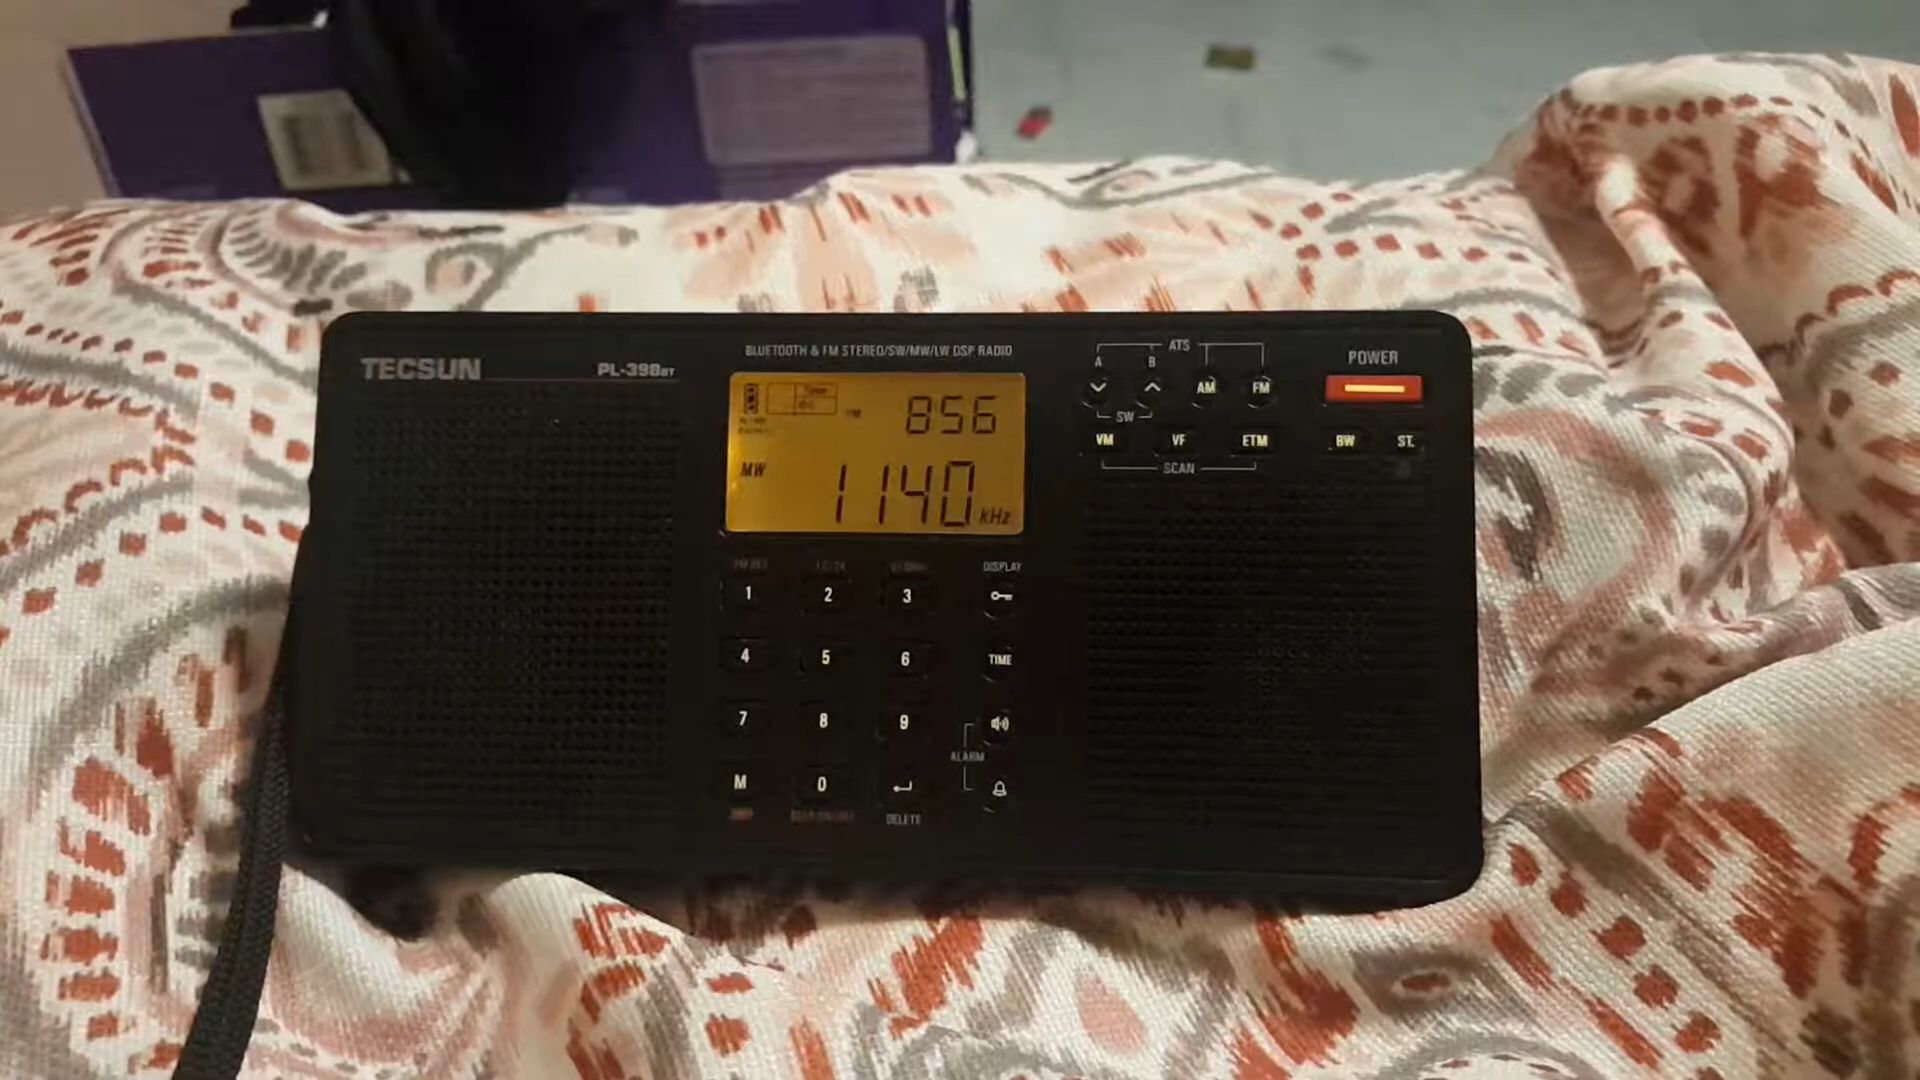 BLUETOOTH & FM STEREO/SW/MW/LW DSP RADIO
TECSUN
PL-398BT
ATS
A
B
AM
FM
SW
VM
VF
ETM
SCAN
POWER
BW
ST.
856
MW
1140 kHz
DISPLAY
1
2
3
4
5
6
TIME
7
8
9
ALARM
M
0
DELETE